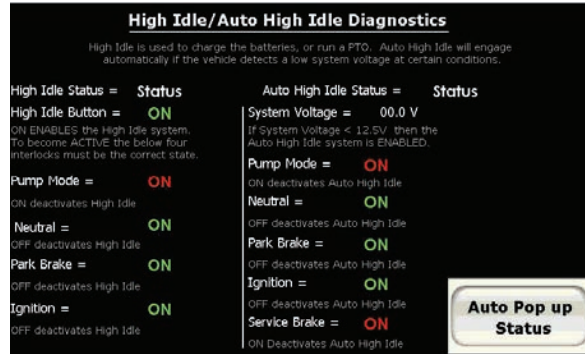 High Idle/Auto High Idle Diagnostics
High Idle is used to charge the batteries, or run a PTO. Auto High Idle will engage
automatically if the vehicle detects a low system voltage at certain conditions.
High Idle Status = Status
High Idle Button = ON
ON ENABLES the High Idle system.
To become ACTIVE the below four
interlocks must be the correct state.
Pump Mode = ON
ON deactivates High Idle
Neutral = ON
OFF deactivates High Idle
Park Brake = ON
OFF deactivates High Idle
Ignition = ON
OFF deactivates High Idle
Auto High Idle Status = Status
System Voltage = 00.0 V
If System Voltage < 12.5V then the
Auto High Idle system is ENABLED.
Pump Mode = ON
ON deactivates Auto High Idle
Neutral = ON
OFF deactivates Auto High Idle
Park Brake = ON
OFF deactivates Auto High Idle
Ignition = ON
OFF deactivates Auto High Idle
Service Brake = ON
ON Deactivates Auto High Idle
Auto Pop up
Status